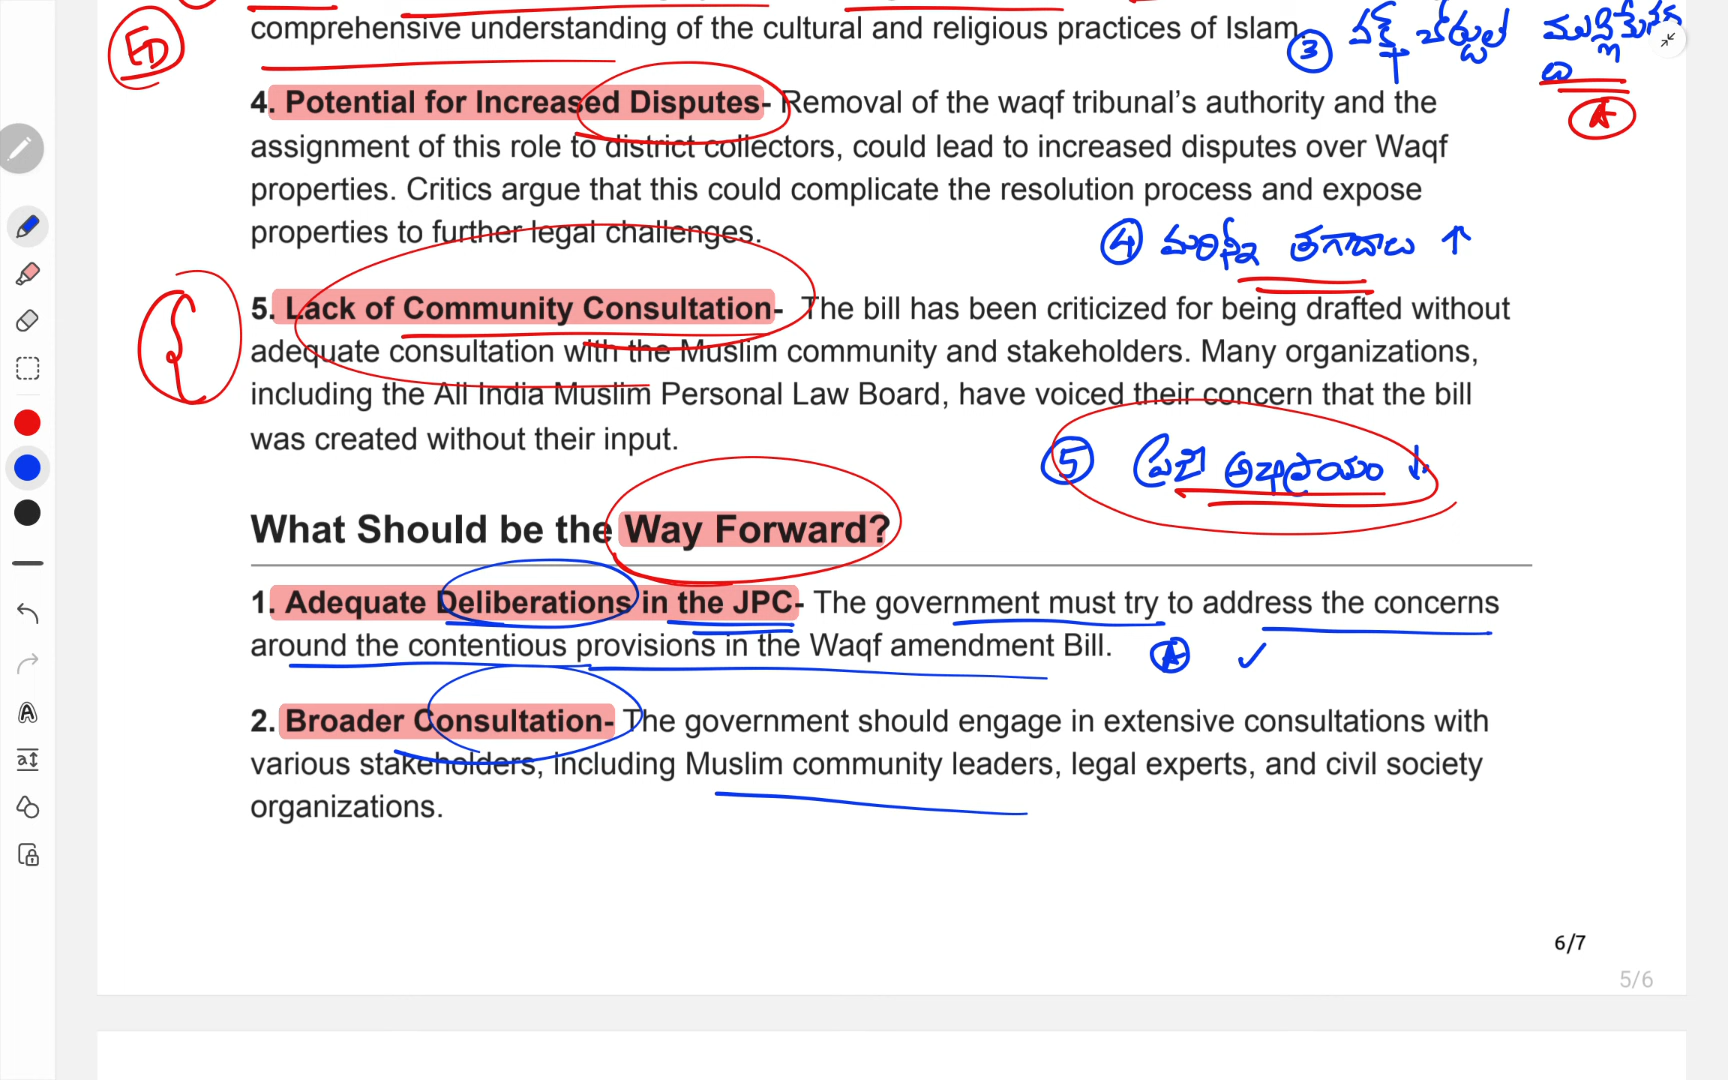 comprehensive understanding of the cultural and religious practices of Islam.
ED
③ వక్ఫ్ బోర్డులో
4. Potential for Increased Disputes- Removal of the waqf tribunal’s authority and the
assignment of this role to district collectors, could lead to increased disputes over Waqf
properties. Critics argue that this could complicate the resolution process and expose
properties to further legal challenges.
④ మరిన్ని తగాదాలు ↑
5. Lack of Community Consultation- The bill has been criticized for being drafted without
adequate consultation with the Muslim community and stakeholders. Many organizations,
including the All India Muslim Personal Law Board, have voiced their concern that the bill
was created without their input.
⑤ ప్రజా అభిప్రాయం ↓
What Should be the Way Forward?
1. Adequate Deliberations in the JPC- The government must try to address the concerns
around the contentious provisions in the Waqf amendment Bill.
2. Broader Consultation- The government should engage in extensive consultations with
various stakeholders, including Muslim community leaders, legal experts, and civil society
organizations.
6/7
5/6